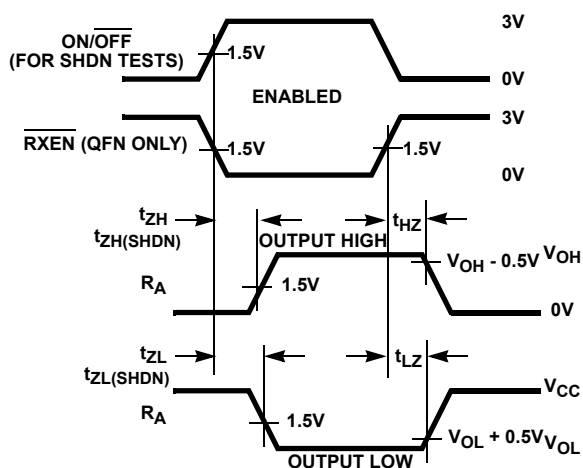 ON/OFF
(FOR SHDN TESTS)
1.5V
3V
0V
ENABLED
RXEN (QFN ONLY)
1.5V
1.5V
3V
0V
tZH
tZH(SHDN)
tHZ
OUTPUT HIGH
VOH - 0.5V
VOH
RA
1.5V
0V
tZL
tZL(SHDN)
tLZ
VCC
RA
1.5V
VOL + 0.5V
VOL
OUTPUT LOW